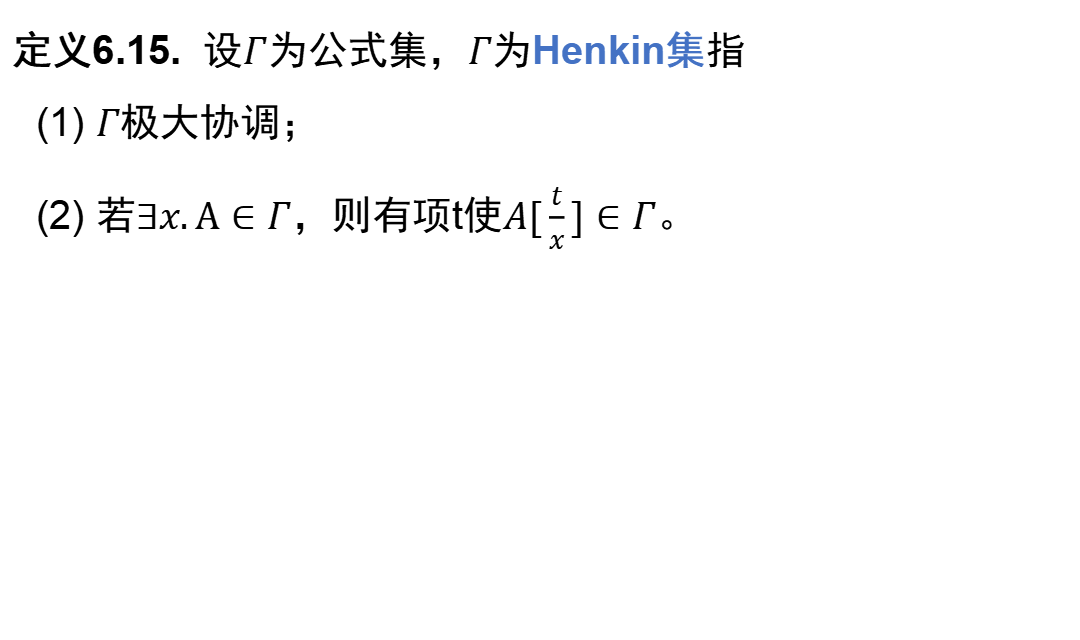 定义6.15. 设𝛤为公式集，𝛤为Henkin集指
(1) 𝛤极大协调；
(2) 若∃𝑥. A ∈ 𝛤，则有项t使𝐴[𝑡/𝑥] ∈ 𝛤。